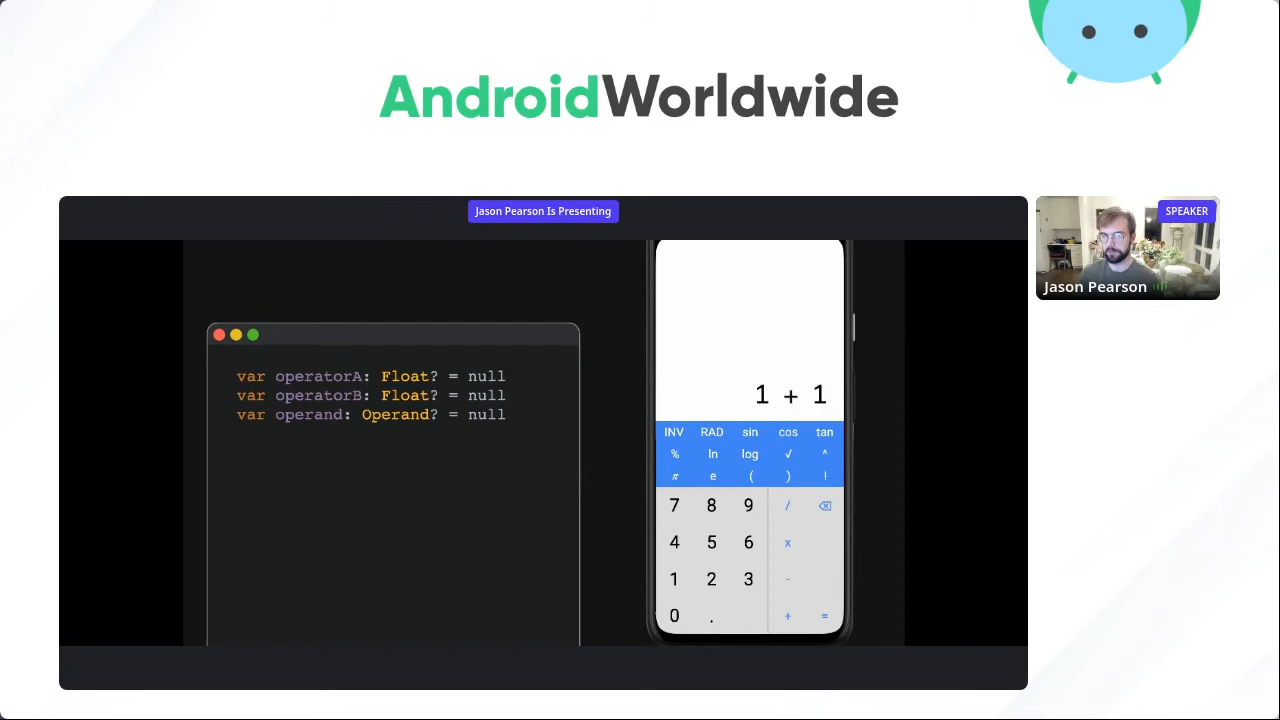 AndroidWorldwide
Jason Pearson Is Presenting
SPEAKER
Jason Pearson
var operatorA: Float? = null
var operatorB: Float? = null
var operand: Operand? = null
1 + 1
INV RAD sin cos tan
% ln log √ ^
π e ( ) !
7 8 9 / ⌫
4 5 6 x
1 2 3 -
0 . + =